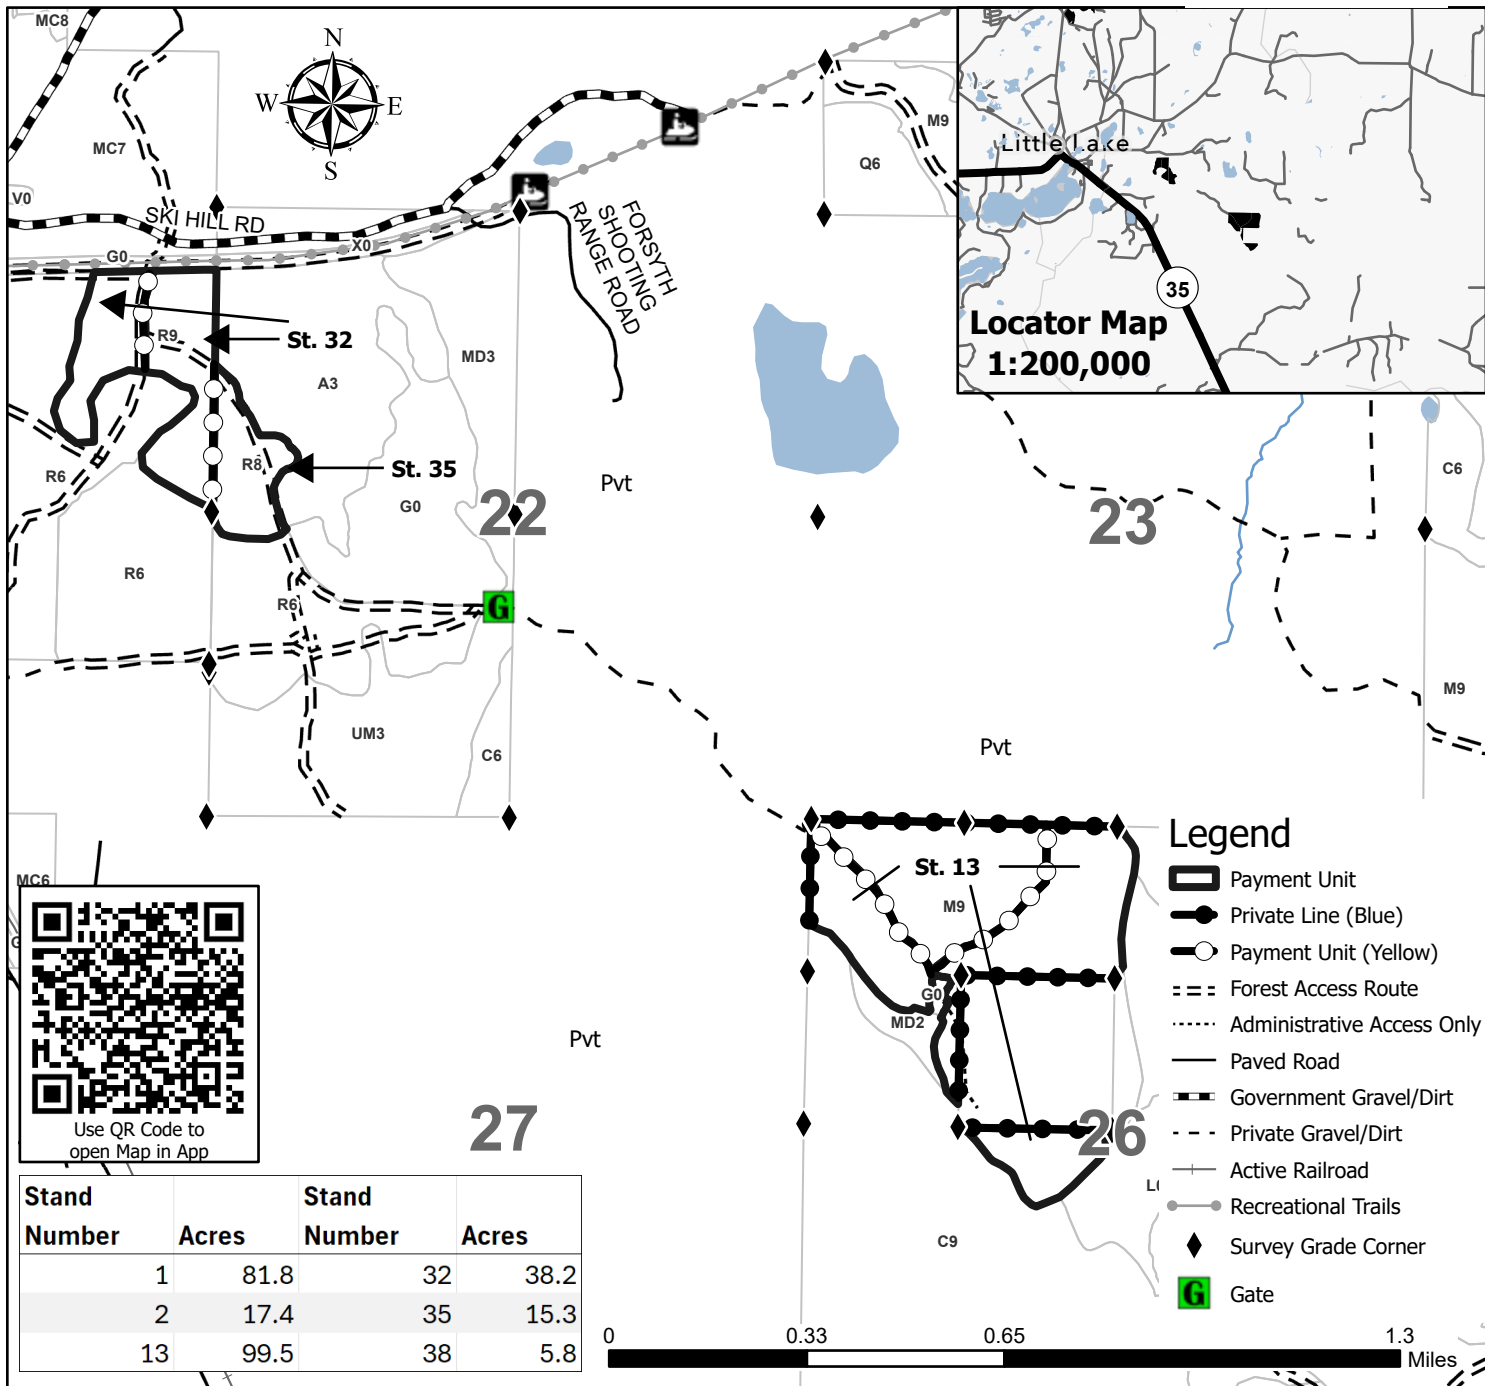 MC8
N
W E
S
MC7
V0
SKI HILL RD
X0
G0
M9
Q6
FORSYTH
SHOOTING
RANGE ROAD
Little Lake
35
Locator Map
1:200,000
R9
St. 32
MD3
A3
R8
St. 35
R6
G0
22
Pvt
23
C6
R6
R6
G
M9
UM3
C6
Pvt
MC6
G
Use QR Code to
open Map in App
St. 13
M9
G0
MD2
Pvt
27
26
C9
Legend
Payment Unit
Private Line (Blue)
Payment Unit (Yellow)
Forest Access Route
Administrative Access Only
Paved Road
Government Gravel/Dirt
Private Gravel/Dirt
Active Railroad
Recreational Trails
Survey Grade Corner
G Gate
Stand Number Acres Stand Number Acres
1 81.8 32 38.2
2 17.4 35 15.3
13 99.5 38 5.8
0 0.33 0.65 1.3
Miles